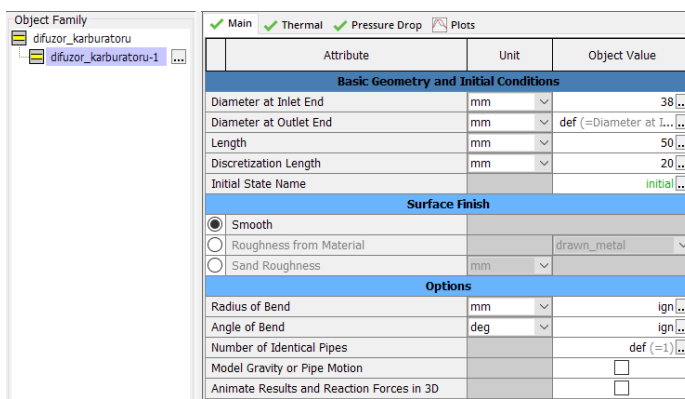 Object Family
difuzor_karburatoru
difuzor_karburatoru-1 ...
Main Thermal Pressure Drop Plots
Attribute Unit Object Value
Basic Geometry and Initial Conditions
Diameter at Inlet End mm 38 ...
Diameter at Outlet End mm def (=Diameter at I... ...
Length mm 50 ...
Discretization Length mm 20 ...
Initial State Name initial ...
Surface Finish
Smooth
Roughness from Material drawn_metal
Sand Roughness mm
Options
Radius of Bend mm ign ...
Angle of Bend deg ign ...
Number of Identical Pipes def (=1) ...
Model Gravity or Pipe Motion
Animate Results and Reaction Forces in 3D